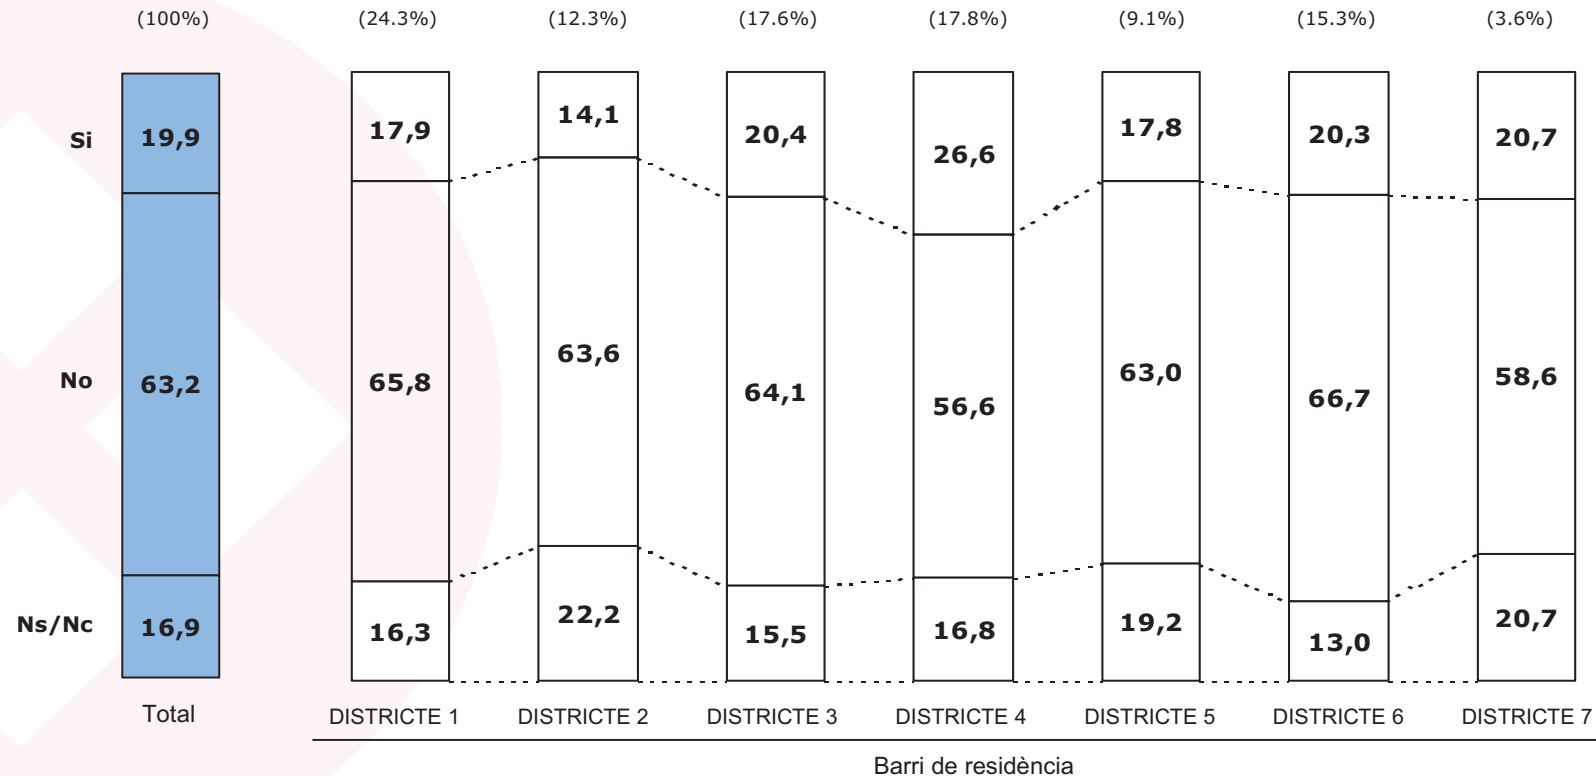 (100%) (24.3%) (12.3%) (17.6%) (17.8%) (9.1%) (15.3%) (3.6%)
Si 19,9 17,9 14,1 20,4 26,6 17,8 20,3 20,7
No 63,2 65,8 63,6 64,1 56,6 63,0 66,7 58,6
Ns/Nc 16,9 16,3 22,2 15,5 16,8 19,2 13,0 20,7
Total DISTRICTE 1 DISTRICTE 2 DISTRICTE 3 DISTRICTE 4 DISTRICTE 5 DISTRICTE 6 DISTRICTE 7
Barri de residència